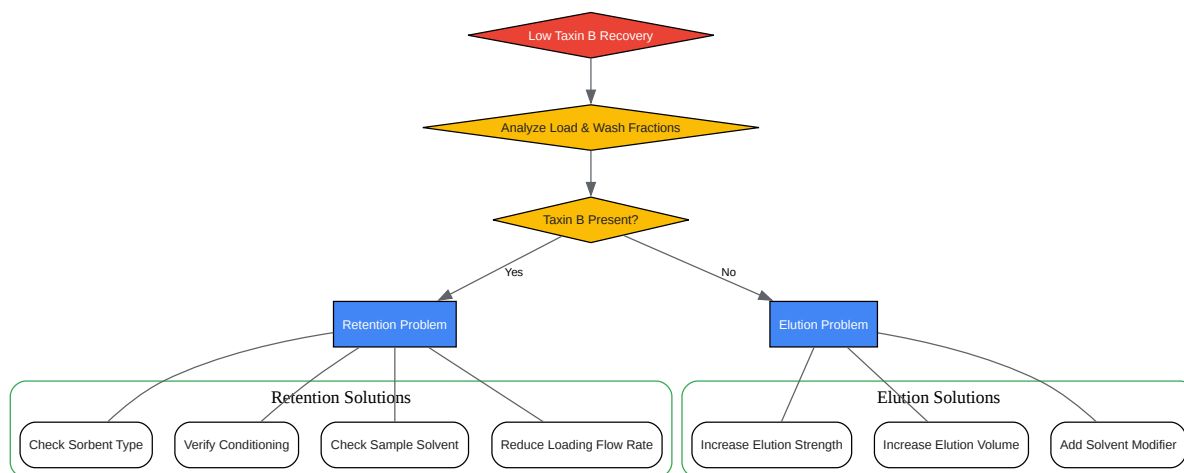 Low Taxin B Recovery
Analyze Load & Wash Fractions
Taxin B Present?
Yes
No
Retention Problem
Elution Problem
Retention Solutions
Elution Solutions
Check Sorbent Type
Verify Conditioning
Check Sample Solvent
Reduce Loading Flow Rate
Increase Elution Strength
Increase Elution Volume
Add Solvent Modifier